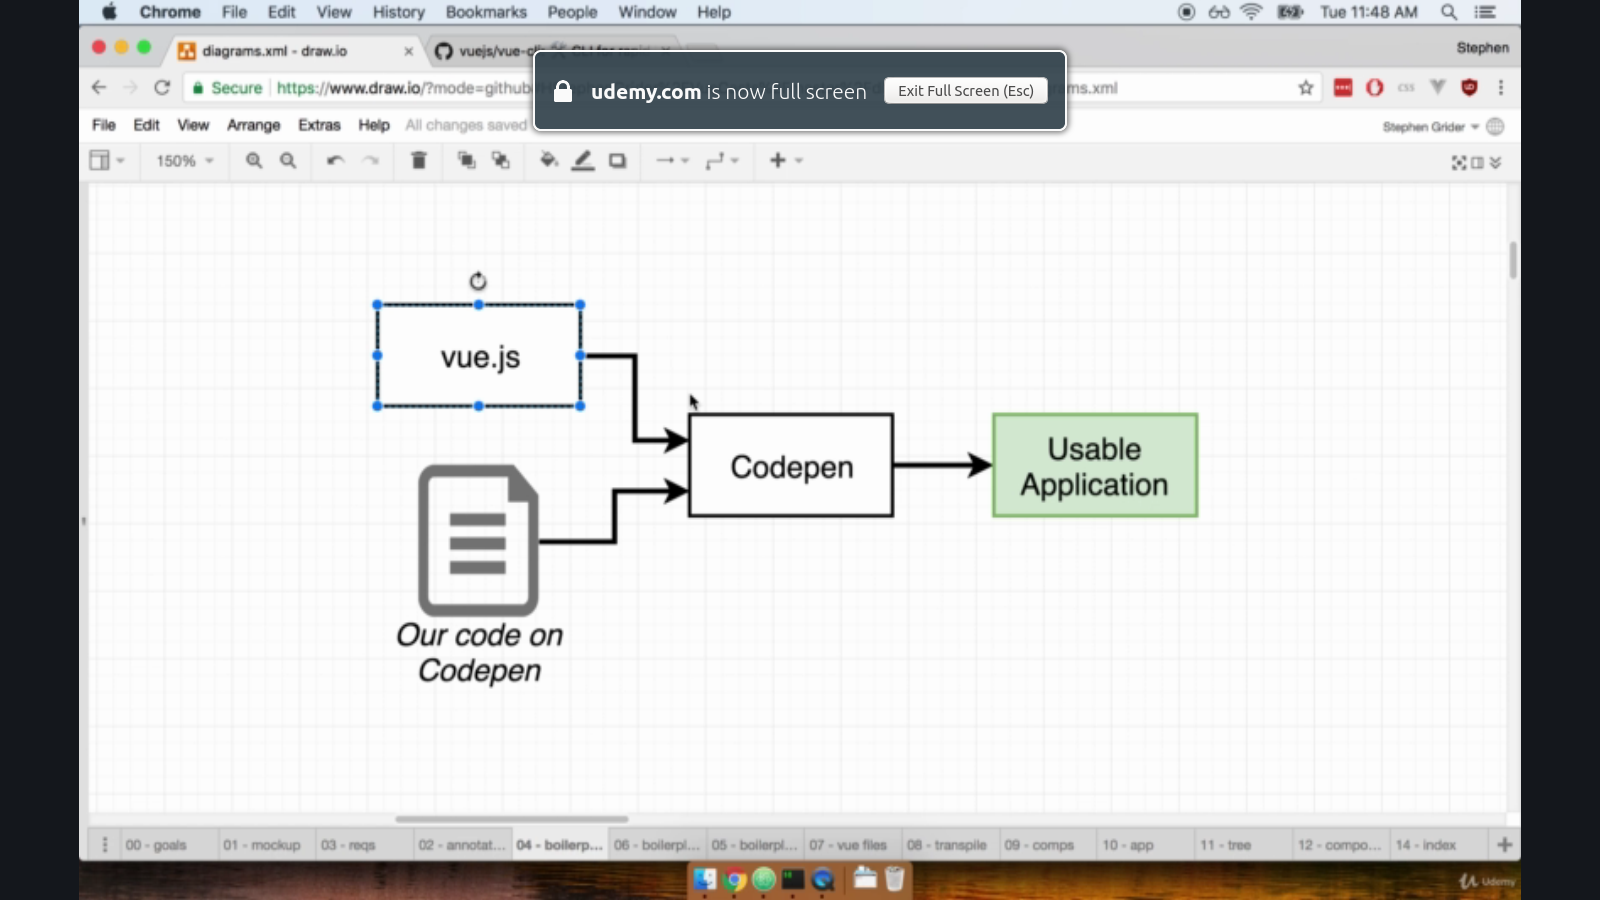 Chrome File Edit View History Bookmarks People Window Help Tue 11:48 AM
diagrams.xml - draw.io vuejs/vue-cli Stephen
Secure https://www.draw.io/?mode=github ms.xml
udemy.com is now full screen Exit Full Screen (Esc)
File Edit View Arrange Extras Help All changes saved Stephen Grider
150%
vue.js
Codepen
Usable
Application
Our code on
Codepen
00 - goals 01 - mockup 03 - reqs 02 - annotat... 04 - boilerp... 06 - boilerpl... 05 - boilerpl... 07 - vue files 08 - transpile 09 - comps 10 - app 11 - tree 12 - compo... 14 - index
Udemy